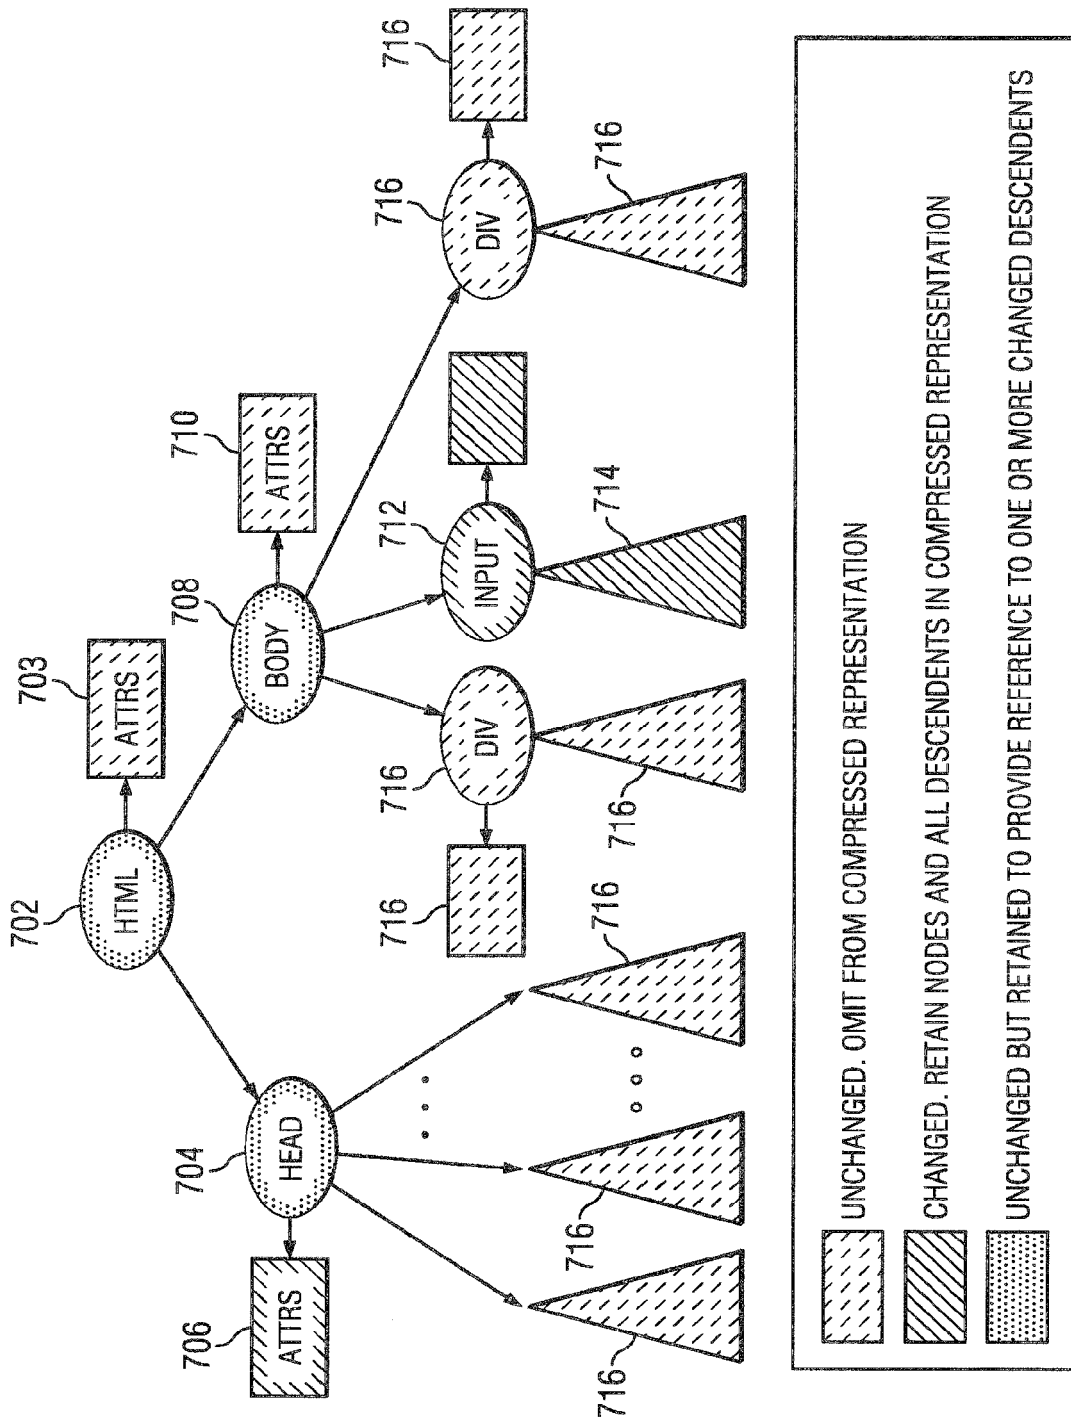 702
HTML
703
ATTRS
704
HEAD
706
ATTRS
708
BODY
710
ATTRS
716
716
716
716
716
DIV
716
712
INPUT
714
716
DIV
716
716
UNCHANGED. OMIT FROM COMPRESSED REPRESENTATION
CHANGED. RETAIN NODES AND ALL DESCENDENTS IN COMPRESSED REPRESENTATION
UNCHANGED BUT RETAINED TO PROVIDE REFERENCE TO ONE OR MORE CHANGED DESCENDENTS